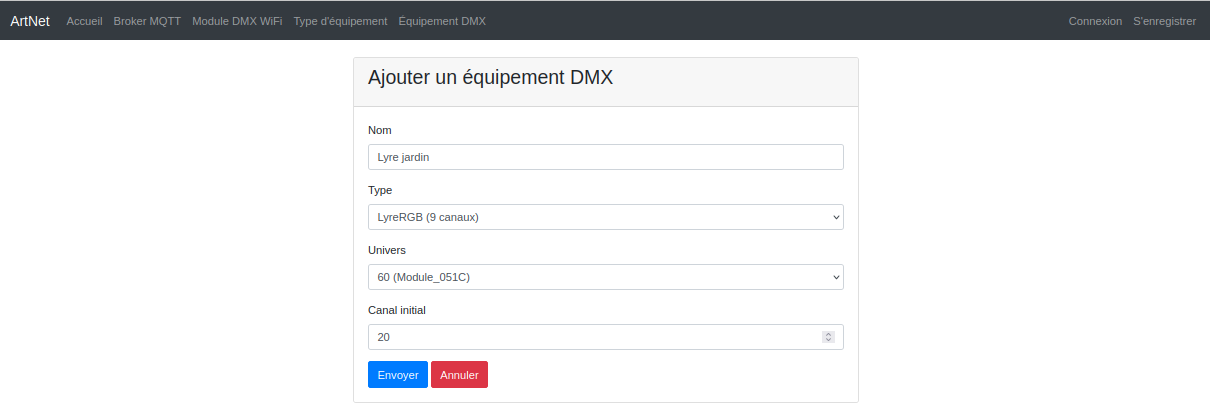 ArtNet Accueil Broker MQTT Module DMX WiFi Type d'équipement Équipement DMX Connexion S'enregistrer
Ajouter un équipement DMX
Nom
Lyre jardin
Type
LyreRGB (9 canaux)
Univers
60 (Module_051C)
Canal initial
20
Envoyer Annuler